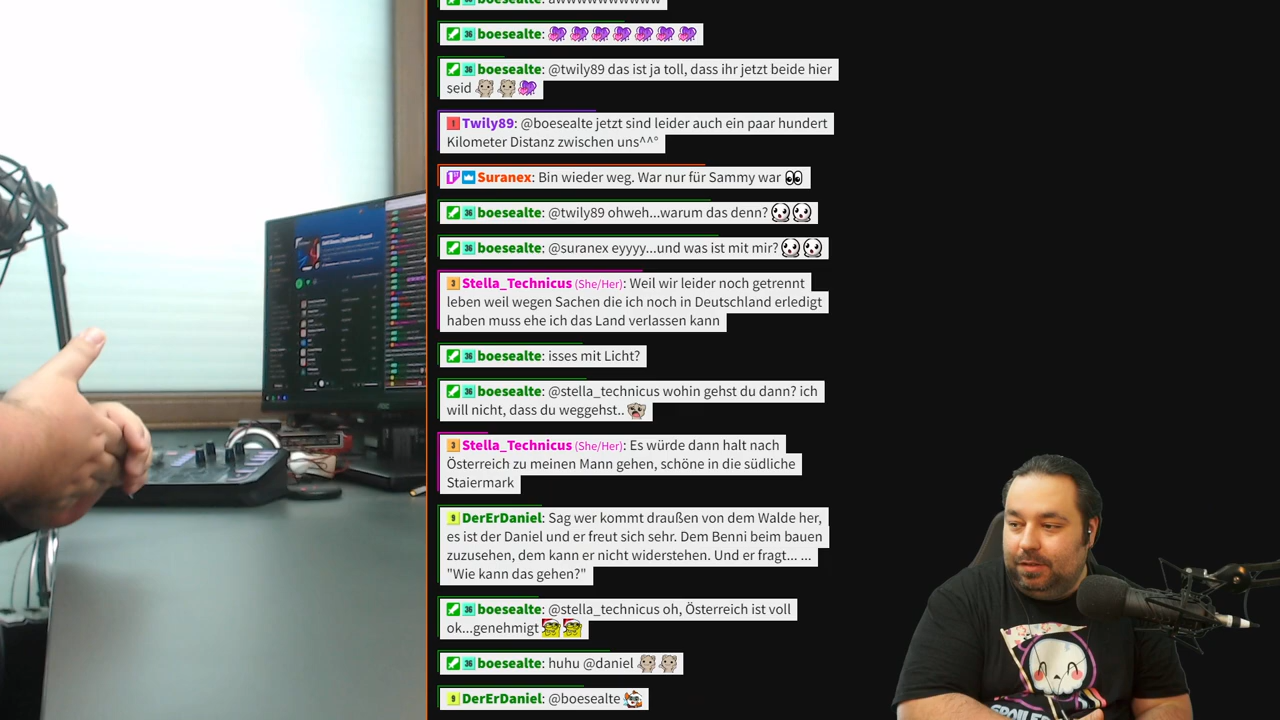 boesealte: awwwwwwwwww
boesealte:
boesealte: @twily89 das ist ja toll, dass ihr jetzt beide hier
seid
Twily89: @boesealte jetzt sind leider auch ein paar hundert
Kilometer Distanz zwischen uns^^°
Suranex: Bin wieder weg. War nur für Sammy war
boesealte: @twily89 ohweh...warum das denn?
boesealte: @suranex eyyyy...und was ist mit mir?
Stella_Technicus (She/Her): Weil wir leider noch getrennt
leben weil wegen Sachen die ich noch in Deutschland erledigt
haben muss ehe ich das Land verlassen kann
boesealte: isses mit Licht?
boesealte: @stella_technicus wohin gehst du dann? ich
will nicht, dass du weggehst..
Stella_Technicus (She/Her): Es würde dann halt nach
Österreich zu meinen Mann gehen, schöne in die südliche
Staiermark
DerErDaniel: Sag wer kommt draußen von dem Walde her,
es ist der Daniel und er freut sich sehr. Dem Benni beim bauen
zuzusehen, dem kann er nicht widerstehen. Und er fragt... ...
"Wie kann das gehen?"
boesealte: @stella_technicus oh, Österreich ist voll
ok...genehmigt
boesealte: huhu @daniel
DerErDaniel: @boesealte